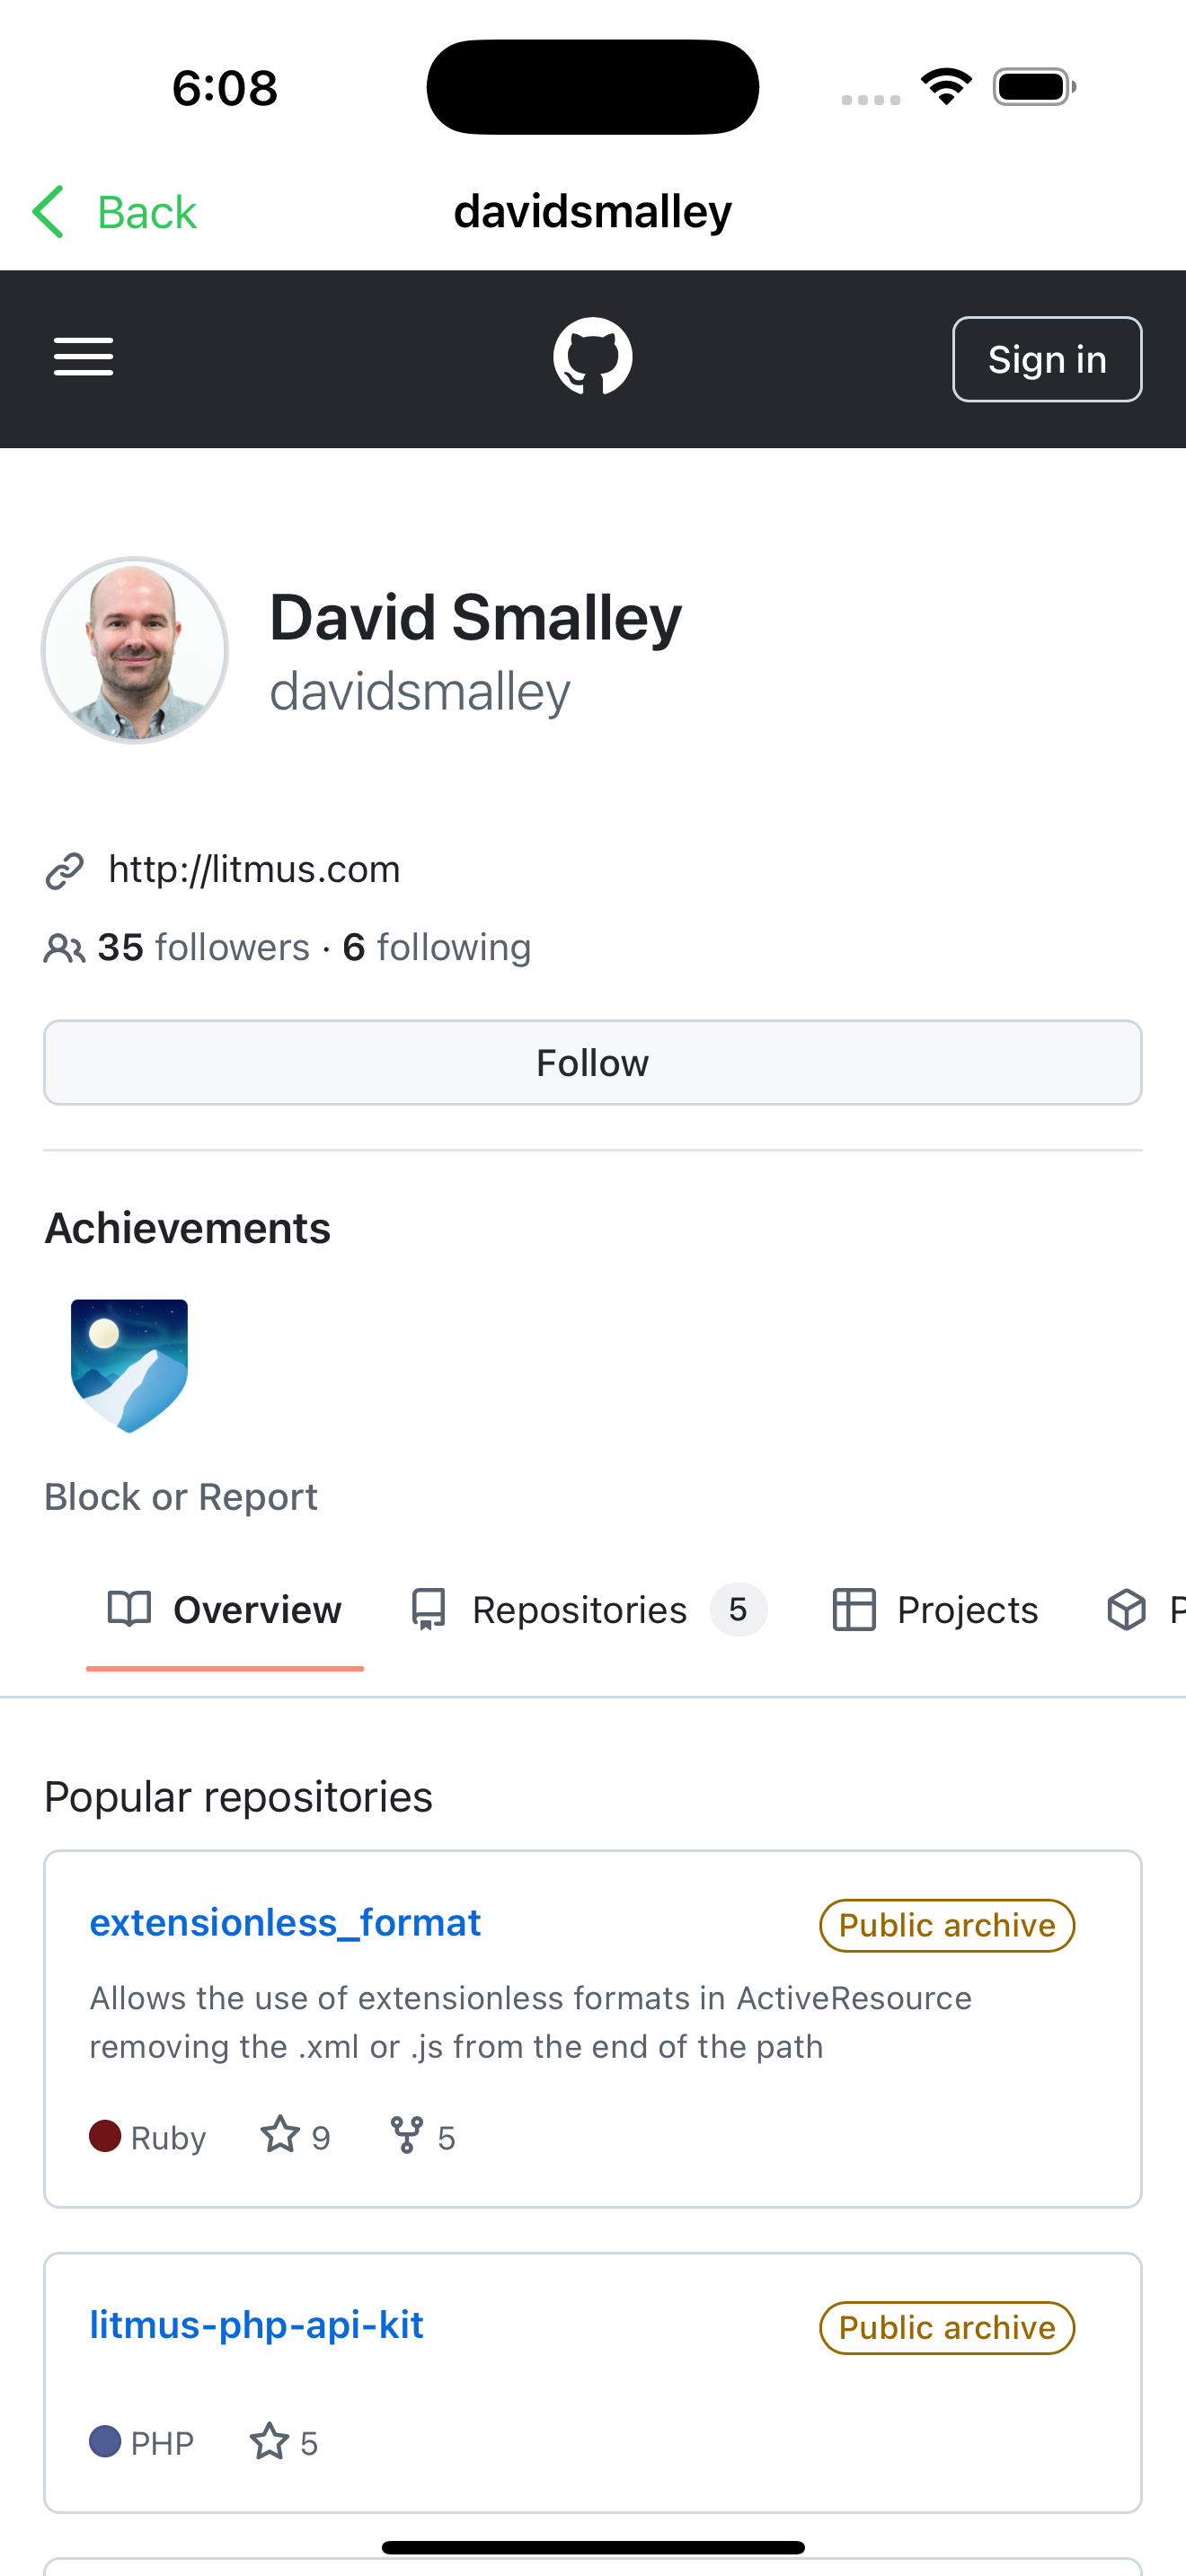 6:08
Back
davidsmalley
Sign in
David Smalley
davidsmalley
http://litmus.com
35 followers · 6 following
Follow
Achievements
Block or Report
Overview
Repositories 5
Projects
P
Popular repositories
extensionless_format
Public archive
Allows the use of extensionless formats in ActiveResource
removing the .xml or .js from the end of the path
Ruby 9 5
litmus-php-api-kit
Public archive
PHP 5